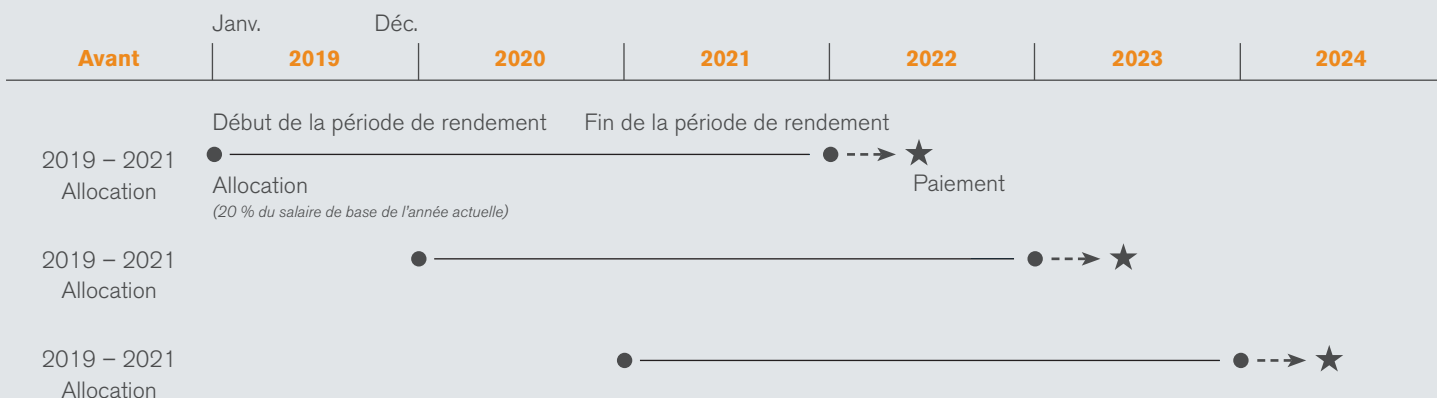 Janv. Déc.
Avant 2019 2020 2021 2022 2023 2024
Début de la période de rendement Fin de la période de rendement
2019 – 2021
Allocation
Allocation
(20 % du salaire de base de l'année actuelle)
Paiement
2019 – 2021
Allocation
2019 – 2021
Allocation